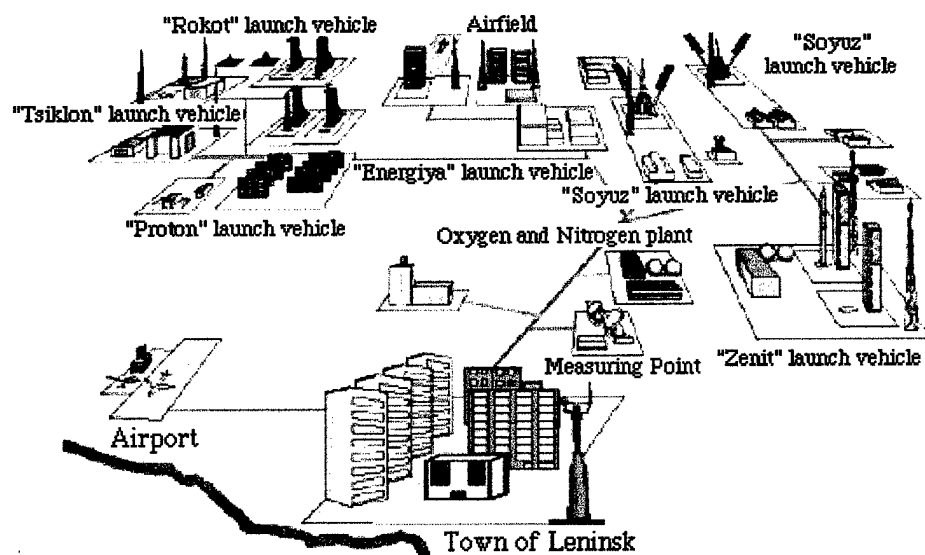 "Rokot" launch vehicle
Airfield
"Soyuz"
launch vehicle
"Tsiklon" launch vehicle
"Energiya" launch vehicle
"Soyuz" launch vehicle
"Proton" launch vehicle
Oxygen and Nitrogen plant
Measuring Point
"Zenit" launch vehicle
Airport
Town of Leninsk